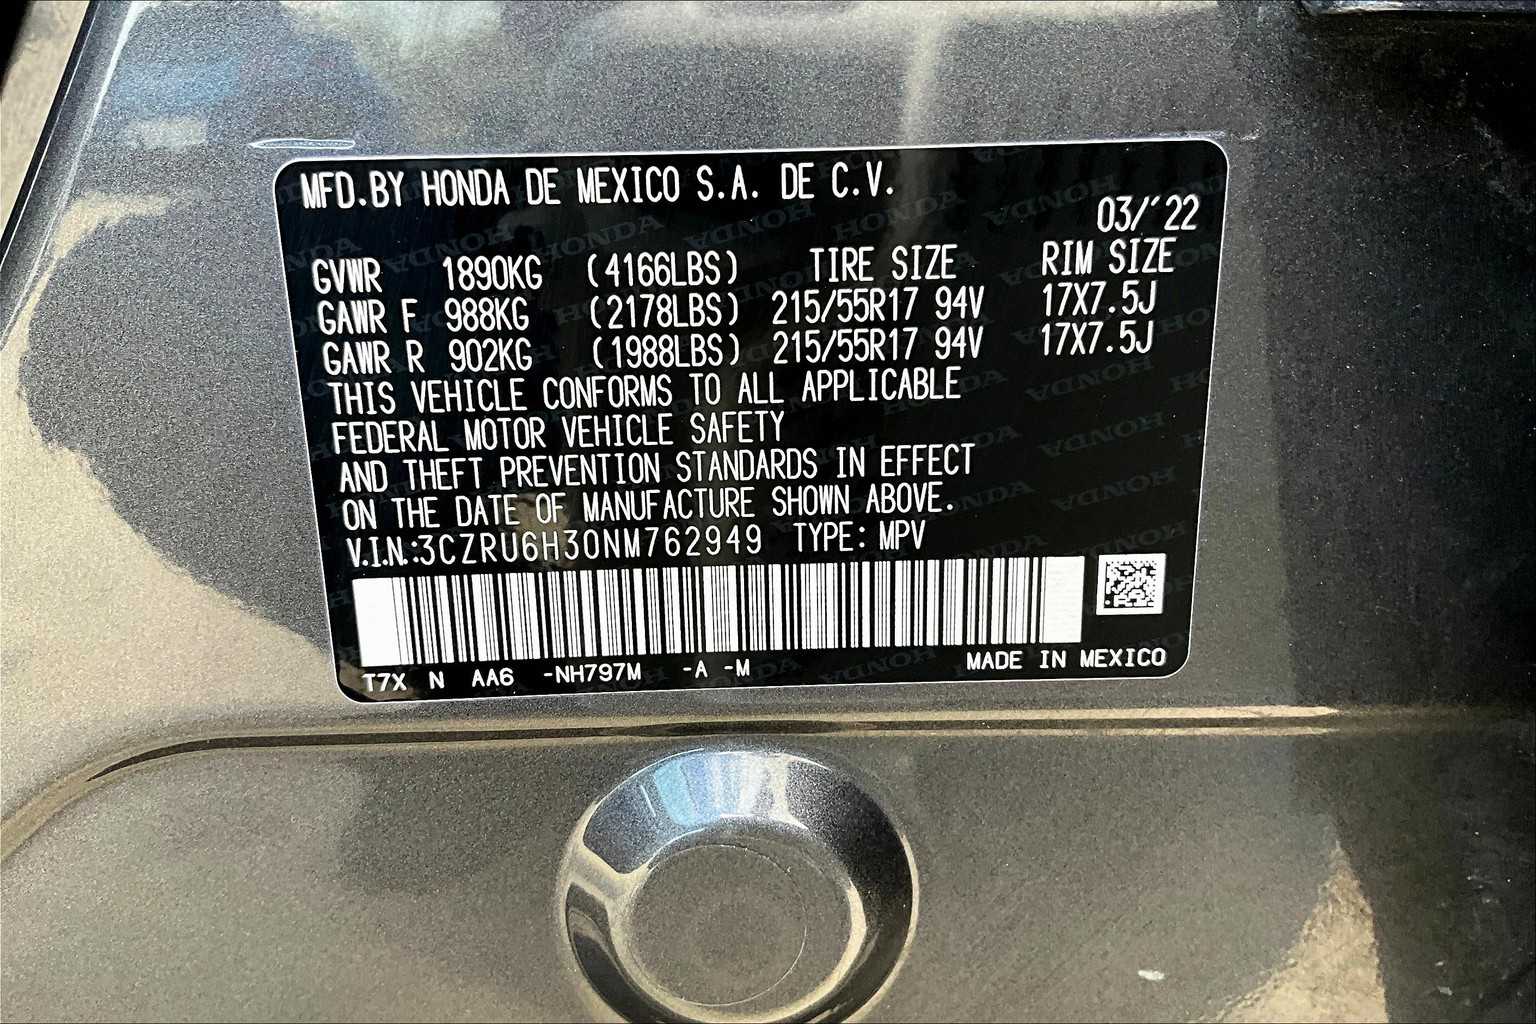 MFD.BY HONDA DE MEXICO S.A. DE C.V.
03/'22
GVWR 1890KG (4166LBS) TIRE SIZE RIM SIZE
GAWR F 988KG (2178LBS) 215/55R17 94V 17X7.5J
GAWR R 902KG (1988LBS) 215/55R17 94V 17X7.5J
THIS VEHICLE CONFORMS TO ALL APPLICABLE
FEDERAL MOTOR VEHICLE SAFETY
AND THEFT PREVENTION STANDARDS IN EFFECT
ON THE DATE OF MANUFACTURE SHOWN ABOVE.
V.I.N.:3CZRU6H30NM762949 TYPE: MPV
T7X N AA6 -NH797M -A -M MADE IN MEXICO